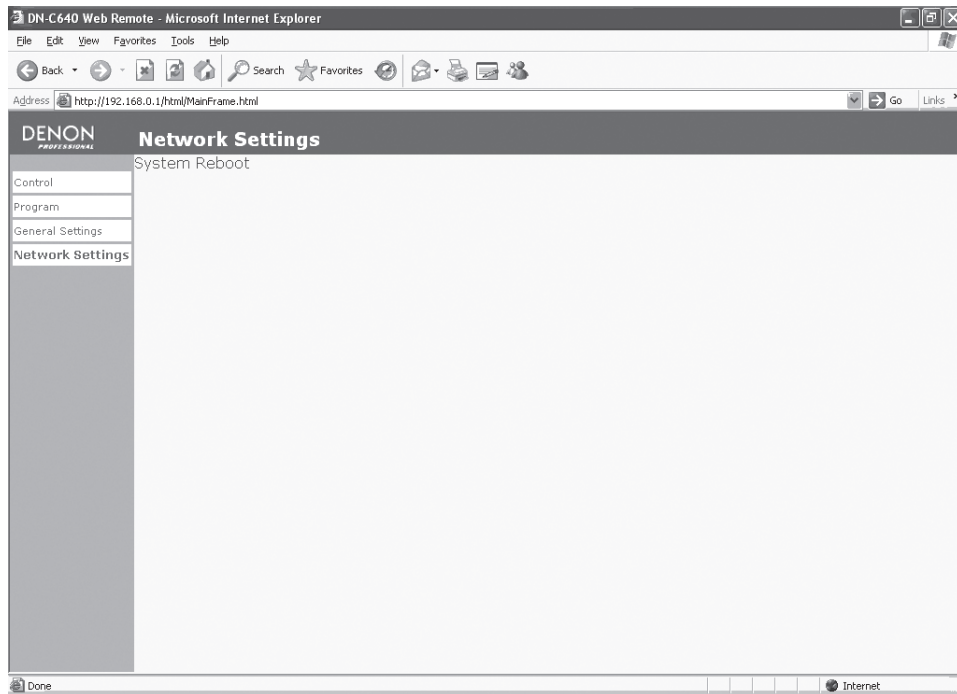 DN-C640 Web Remote - Microsoft Internet Explorer
File Edit View Favorites Tools Help
Back Search Favorites
Address http://192.168.0.1/html/MainFrame.html Go Links
DENON
PROFESSIONAL
Network Settings
System Reboot
Control
Program
General Settings
Network Settings
Done Internet